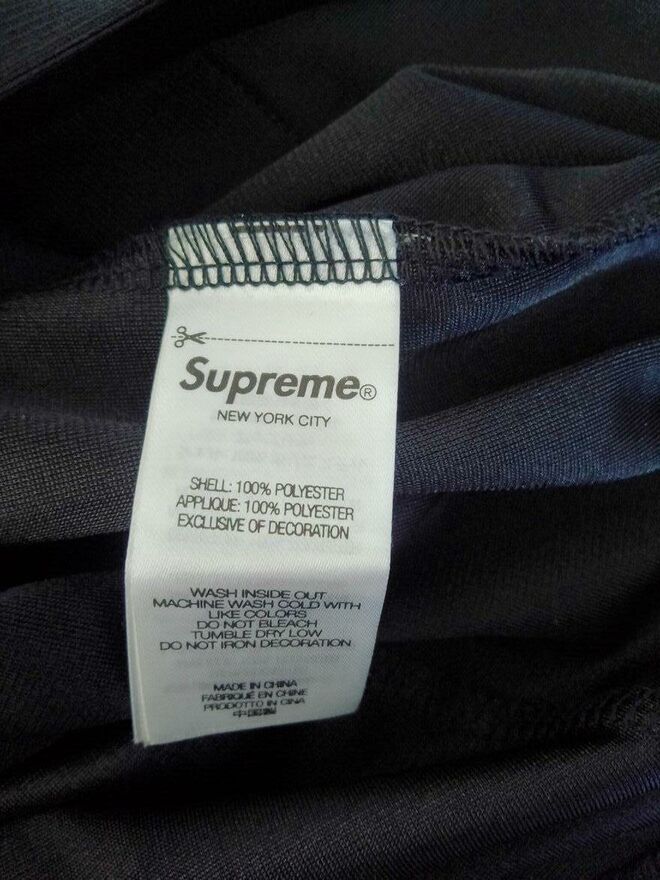 Supreme®
NEW YORK CITY
SHELL: 100% POLYESTER
APPLIQUE: 100% POLYESTER
EXCLUSIVE OF DECORATION
WASH INSIDE OUT
MACHINE WASH COLD WITH
LIKE COLORS
DO NOT BLEACH
TUMBLE DRY LOW
DO NOT IRON DECORATION
MADE IN CHINA
FABRIQUÉ EN CHINE
PRODOTTO IN CINA
中国製